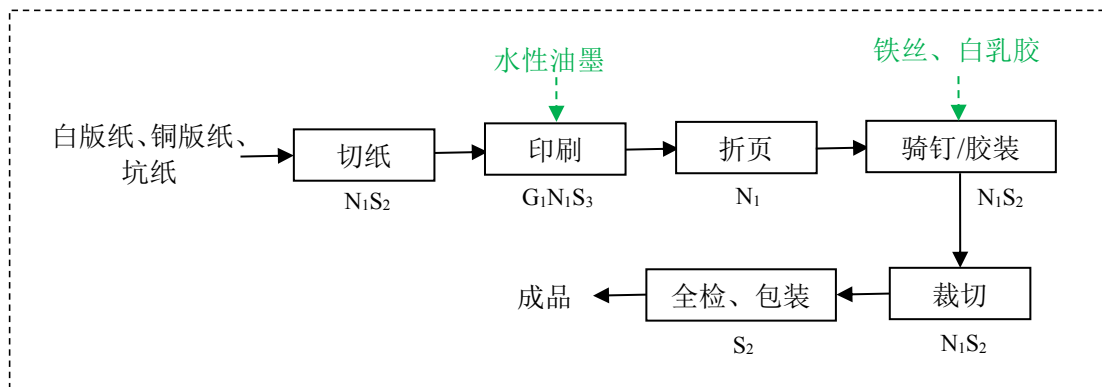 水性油墨
铁丝、白乳胶
白版纸、铜版纸、
坑纸
切纸
印刷
折页
骑钉/胶装
N₁S₂
G₁N₁S₃
N₁
N₁S₂
成品
全检、包装
裁切
S₂
N₁S₂